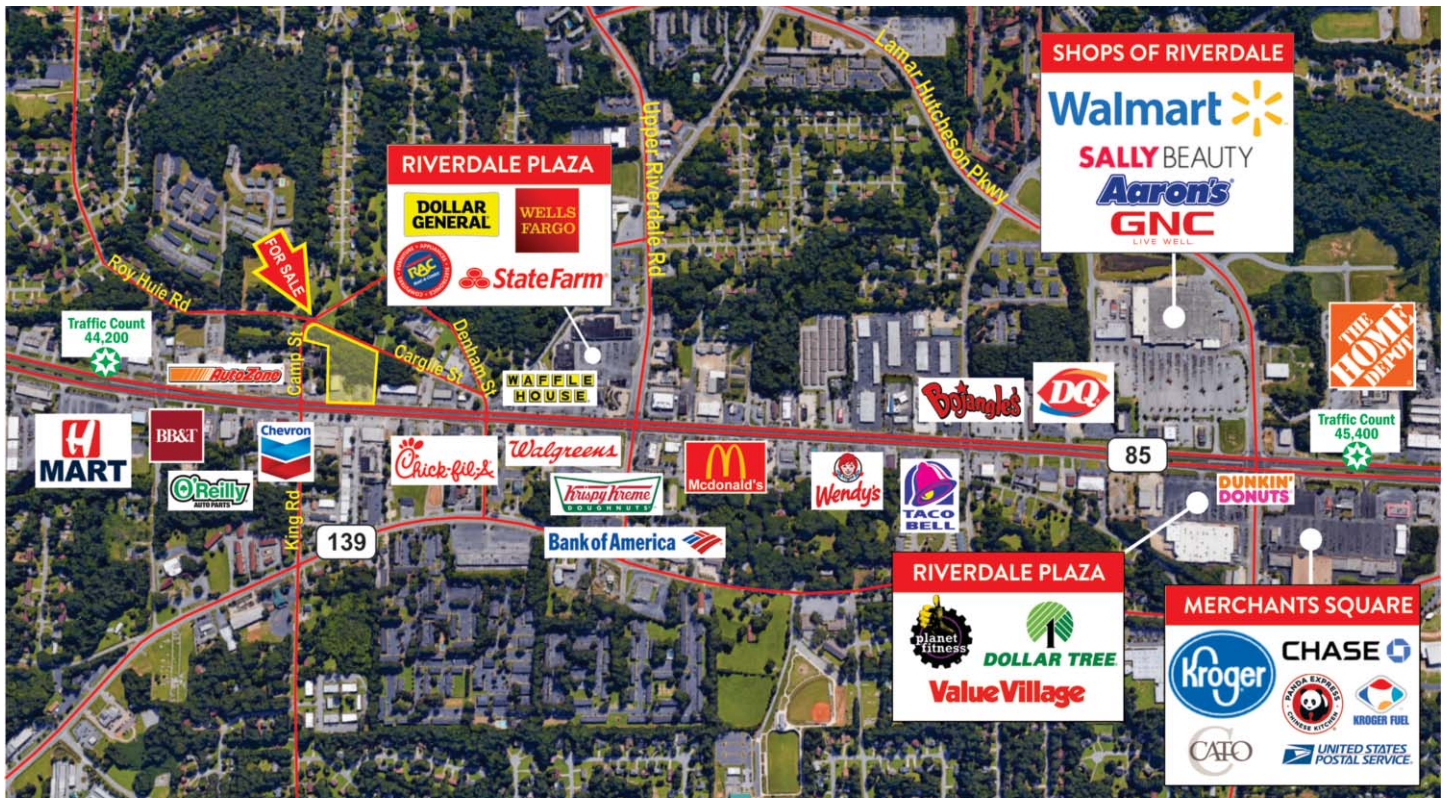 Lamar Hutcheson Pkwy
Upper Riverdale Rd
SHOPS OF RIVERDALE
Walmart
SALLY BEAUTY
Aaron's
GNC
LIVE WELL.
RIVERDALE PLAZA
DOLLAR
GENERAL
WELLS
FARGO
RAC
State Farm
FOR SALE
Roy Huie Rd
Traffic Count
44,200
AutoZone
Camp St
Cargile St
Denham St
WAFFLE
HOUSE
Bojangles'
DQ
THE
HOME
DEPOT
Traffic Count
45,400
85
H
MART
BB&T
O'Reilly
AUTO PARTS
Chevron
King Rd
139
Chick-fil-A
Walgreens
Krispy Kreme
DOUGHNUTS
Bank of America
M
Mcdonald's
Wendy's
TACO
BELL
DUNKIN'
DONUTS
RIVERDALE PLAZA
planet
fitness
DOLLAR TREE
Value Village
MERCHANTS SQUARE
Kroger
CHASE
PANDA EXPRESS
CHINESE KITCHEN
KROGER FUEL
CATO
UNITED STATES
POSTAL SERVICE